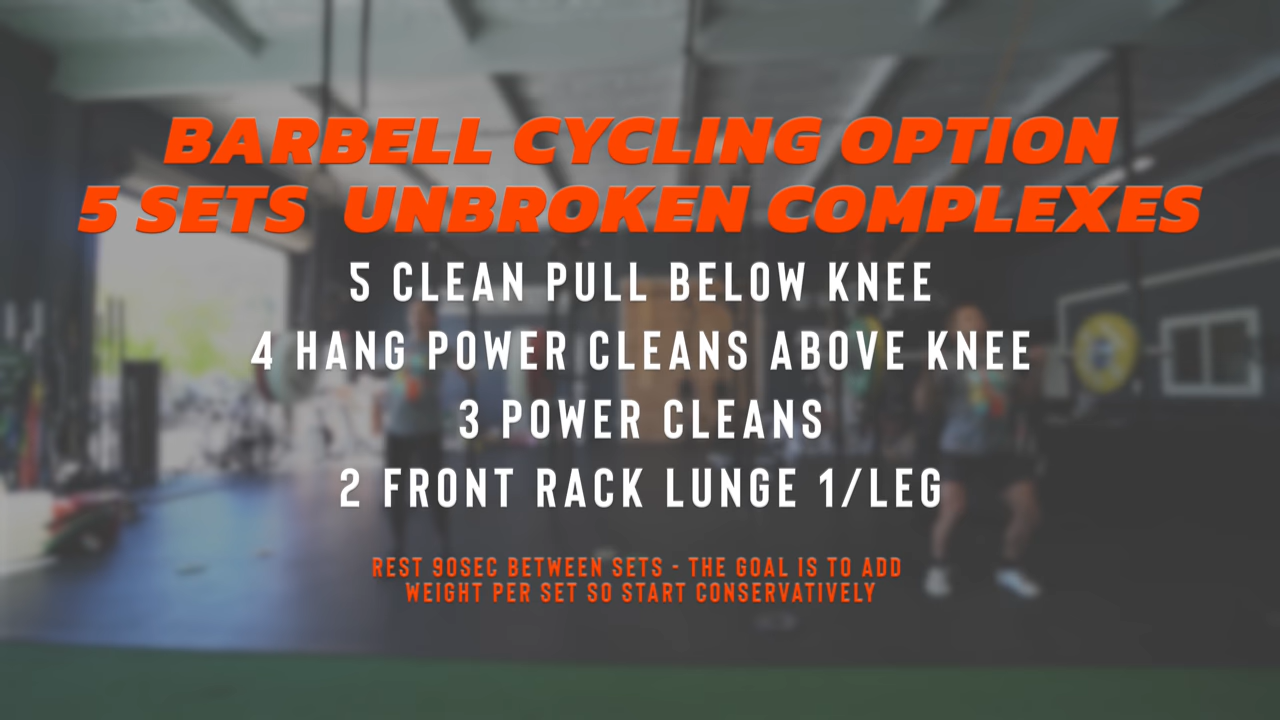 BARBELL CYCLING OPTION
5 SETS UNBROKEN COMPLEXES
5 CLEAN PULL BELOW KNEE
4 HANG POWER CLEANS ABOVE KNEE
3 POWER CLEANS
2 FRONT RACK LUNGE 1/LEG
REST 90SEC BETWEEN SETS - THE GOAL IS TO ADD
WEIGHT PER SET SO START CONSERVATIVELY